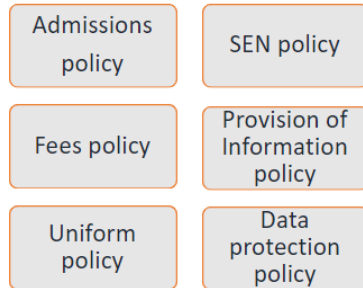 Admissions
policy
SEN policy
Fees policy
Provision of
Information
policy
Uniform
policy
Data
protection
policy